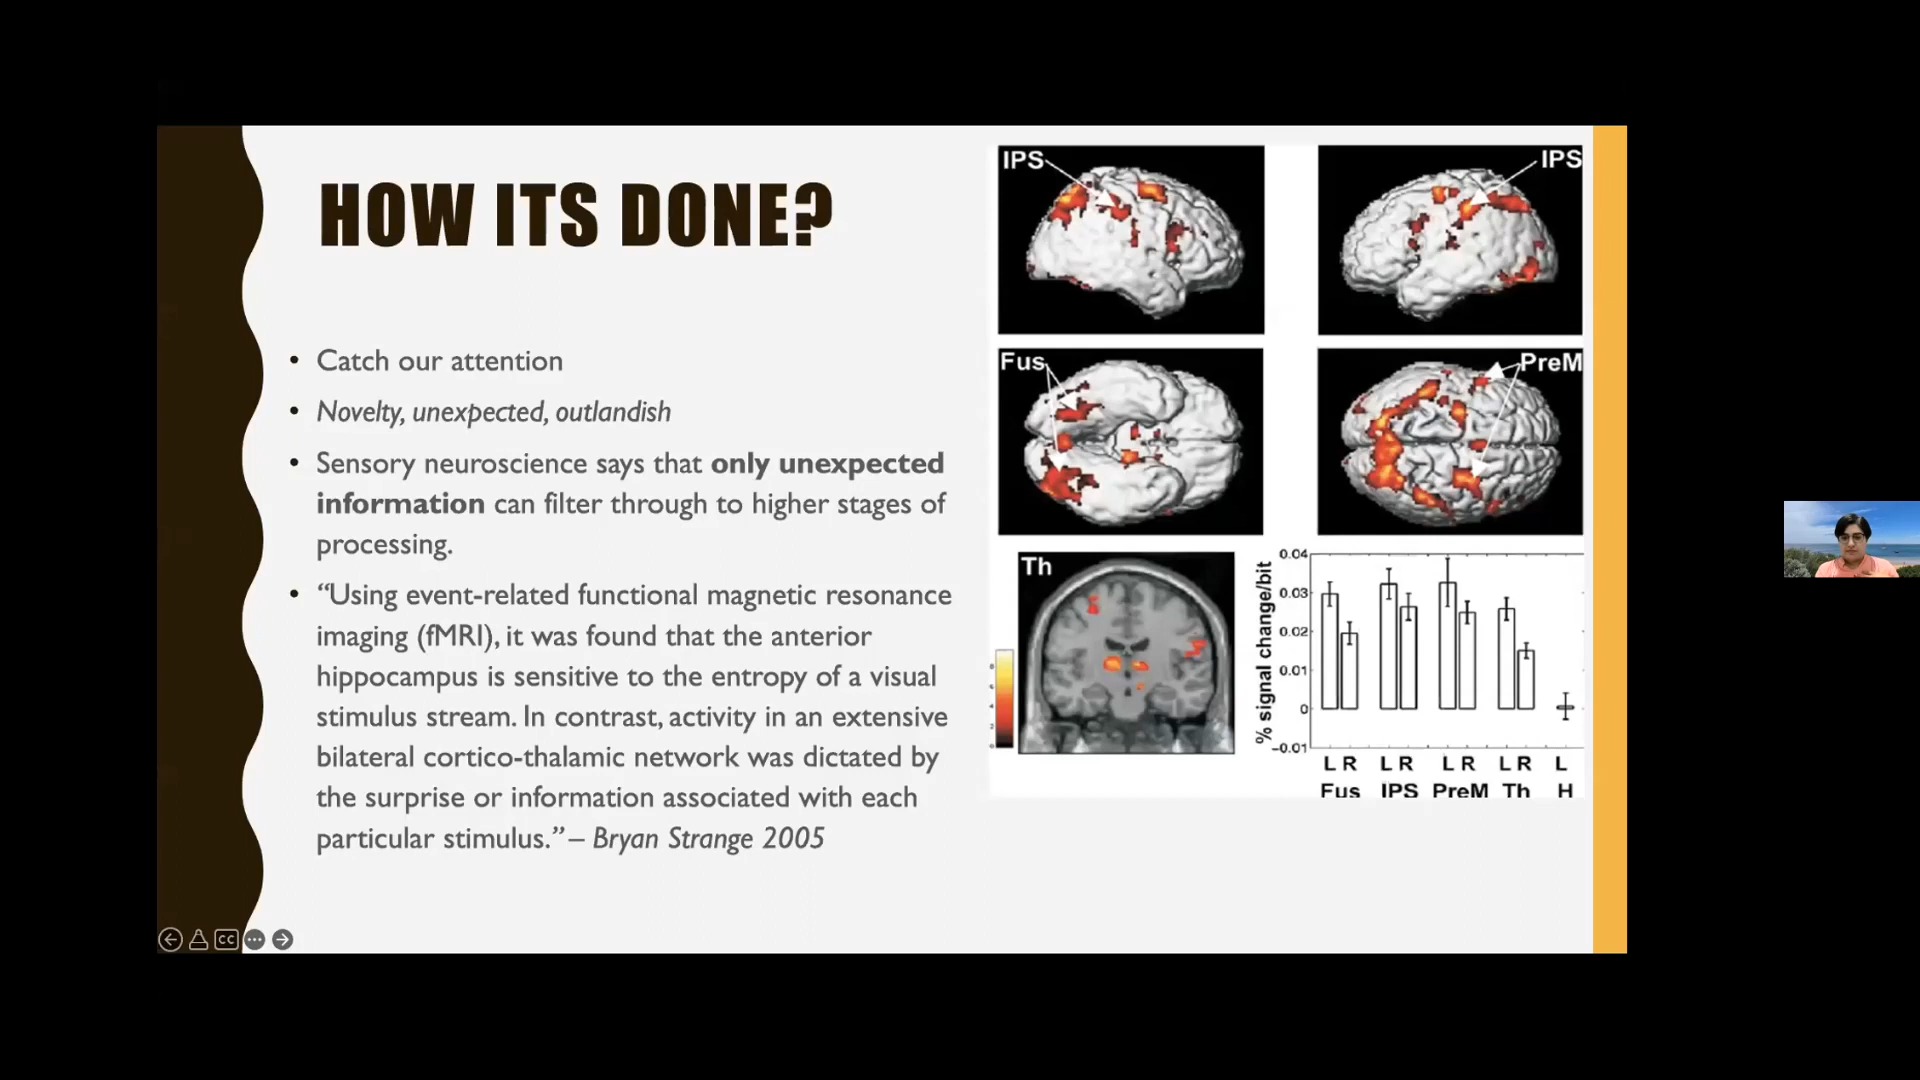 HOW ITS DONE?
• Catch our attention
• Novelty, unexpected, outlandish
• Sensory neuroscience says that only unexpected
information can filter through to higher stages of
processing.
• “Using event-related functional magnetic resonance
imaging (fMRI), it was found that the anterior
hippocampus is sensitive to the entropy of a visual
stimulus stream. In contrast, activity in an extensive
bilateral cortico-thalamic network was dictated by
the surprise or information associated with each
particular stimulus.” – Bryan Strange 2005
IPS
IPS
Fus
PreM
Th
% signal change/bit
0.04
0.03
0.02
0.01
0
-0.01
L R L R L R L R L
Fus IPS PreM Th H
CC